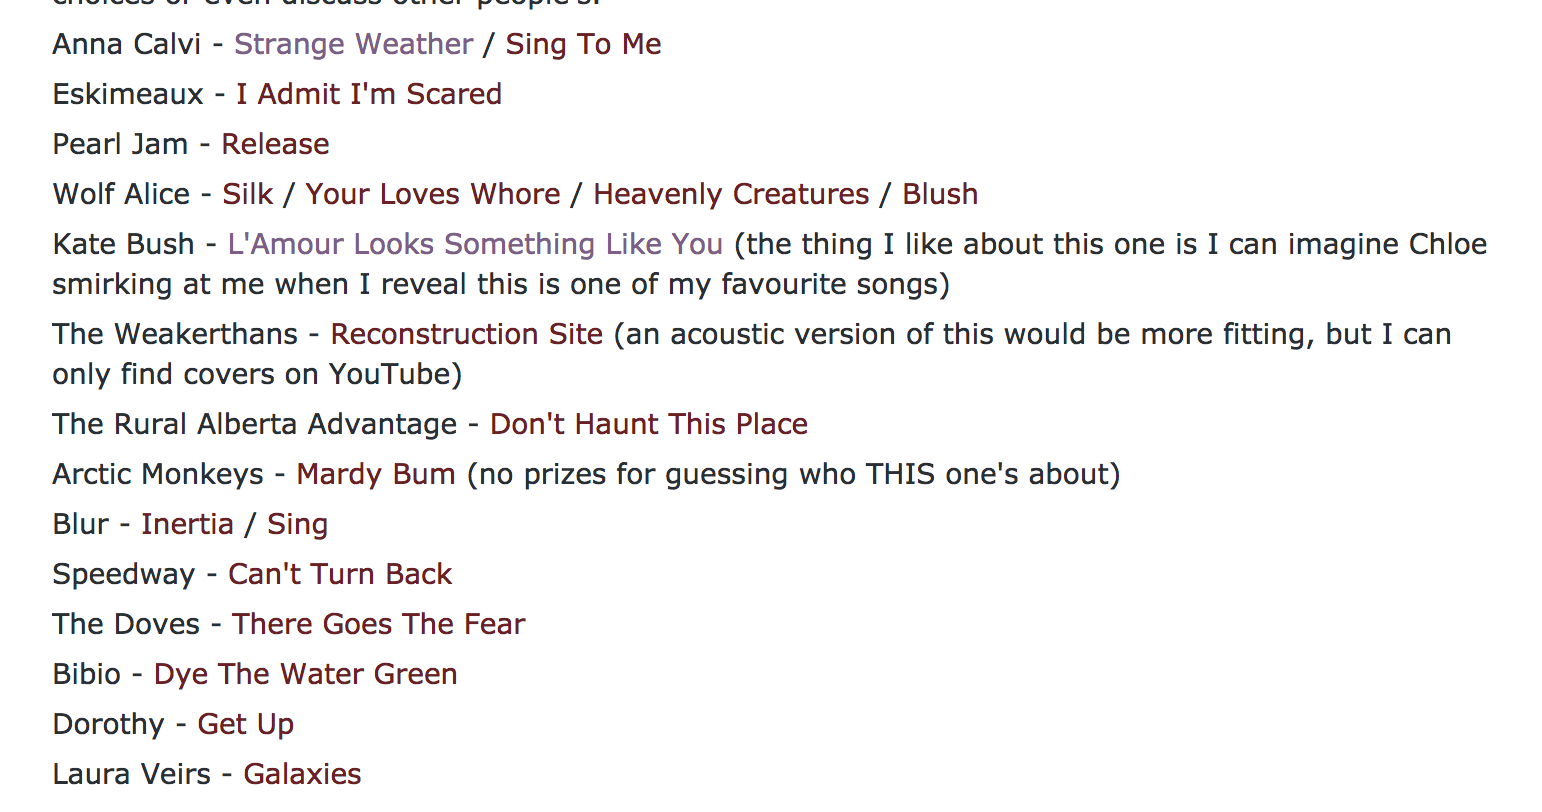 choices or even discuss other people's.
Anna Calvi - Strange Weather / Sing To Me
Eskimeaux - I Admit I'm Scared
Pearl Jam - Release
Wolf Alice - Silk / Your Loves Whore / Heavenly Creatures / Blush
Kate Bush - L'Amour Looks Something Like You (the thing I like about this one is I can imagine Chloe
smirking at me when I reveal this is one of my favourite songs)
The Weakerthans - Reconstruction Site (an acoustic version of this would be more fitting, but I can
only find covers on YouTube)
The Rural Alberta Advantage - Don't Haunt This Place
Arctic Monkeys - Mardy Bum (no prizes for guessing who THIS one's about)
Blur - Inertia / Sing
Speedway - Can't Turn Back
The Doves - There Goes The Fear
Bibio - Dye The Water Green
Dorothy - Get Up
Laura Veirs - Galaxies